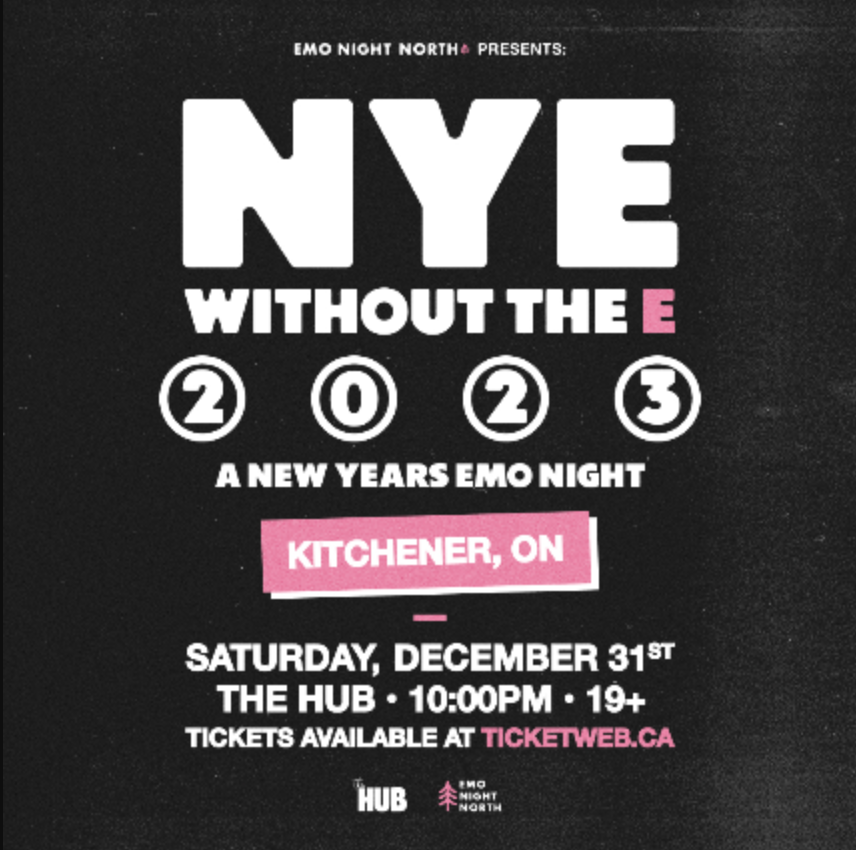 EMO NIGHT NORTH PRESENTS:
NYE
WITHOUT THE E
2 0 2 3
A NEW YEARS EMO NIGHT
KITCHENER, ON
SATURDAY, DECEMBER 31ST
THE HUB • 10:00PM • 19+
TICKETS AVAILABLE AT TICKETWEB.CA
THE HUB
EMO
NIGHT
NORTH